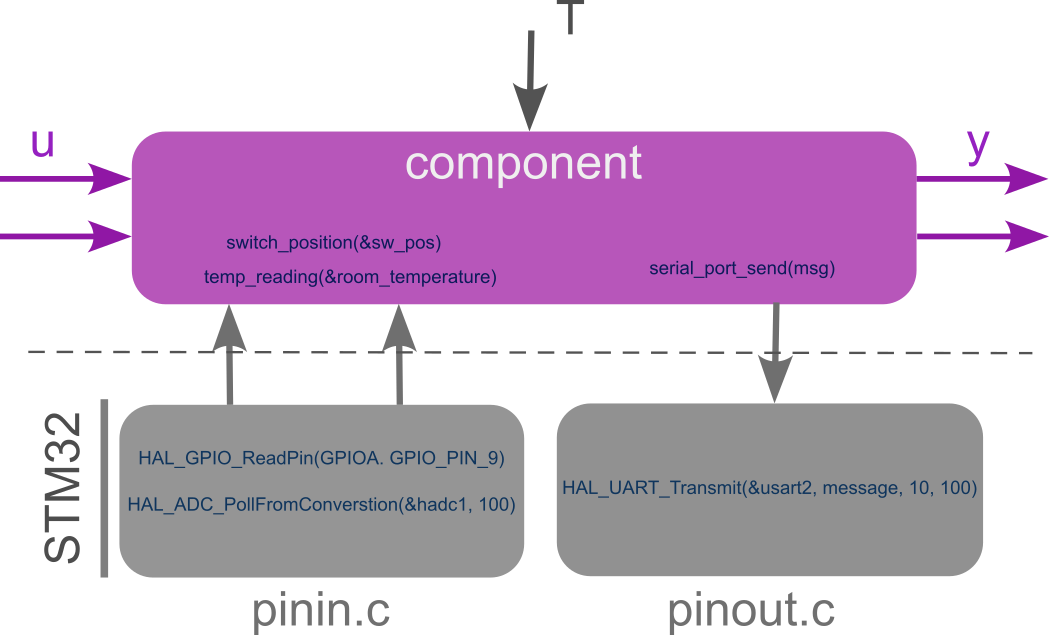 T
u
component
y
switch_position(&sw_pos)
temp_reading(&room_temperature)
serial_port_send(msg)
STM32
HAL_GPIO_ReadPin(GPIOA. GPIO_PIN_9)
HAL_ADC_PollFromConverstion(&hadc1, 100)
HAL_UART_Transmit(&usart2, message, 10, 100)
pinin.c
pinout.c